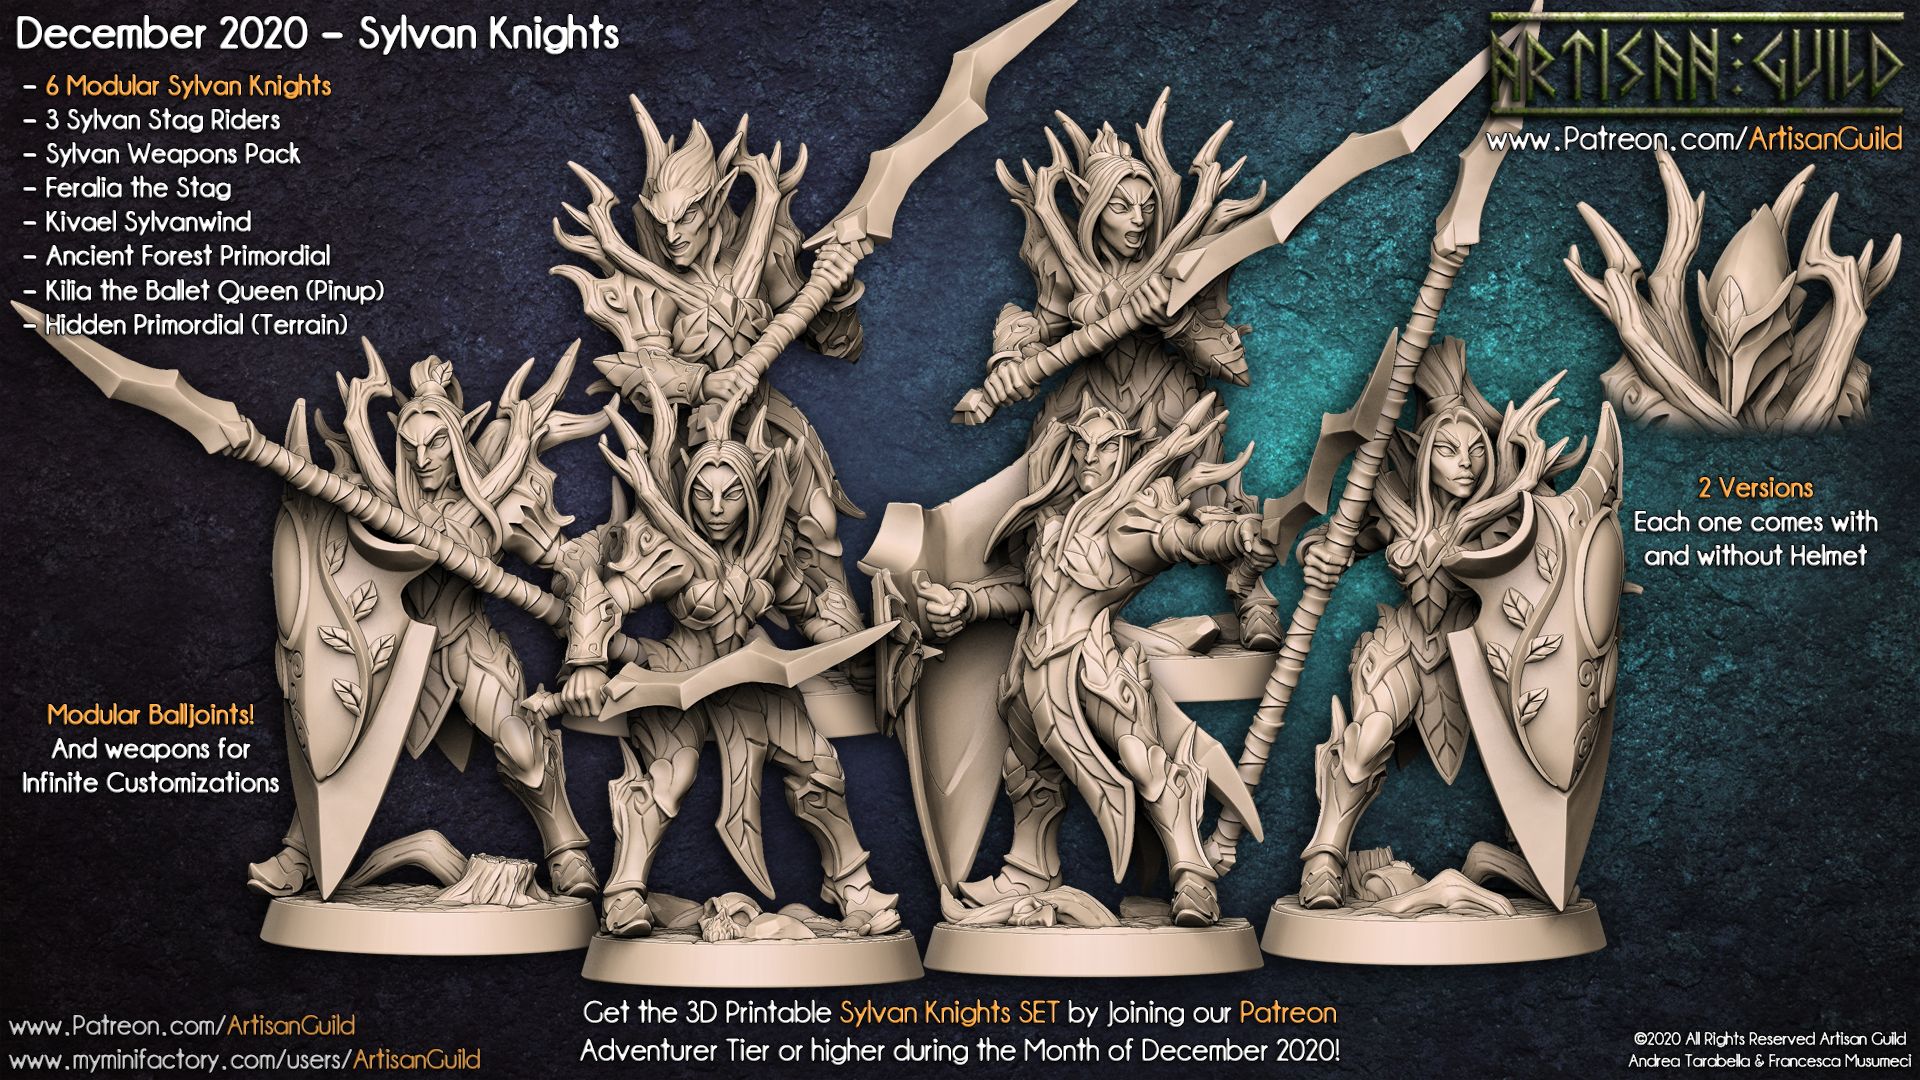 December 2020 – Sylvan Knights
– 6 Modular Sylvan Knights
– 3 Sylvan Stag Riders
– Sylvan Weapons Pack
– Feralia the Stag
– Kivael Sylvanwind
– Ancient Forest Primordial
– Kilia the Ballet Queen (Pinup)
– Hidden Primordial (Terrain)
ARTISAN:GUILD
www.Patreon.com/ArtisanGuild
2 Versions
Each one comes with
and without Helmet
Modular Balljoints!
And weapons for
Infinite Customizations
Get the 3D Printable Sylvan Knights SET by Joining our Patreon
Adventurer Tier or higher during the Month of December 2020!
www.Patreon.com/ArtisanGuild
www.myminifactory.com/users/ArtisanGuild
©2020 All Rights Reserved Artisan Guild
Andrea Tarabella & Francesca Musumeci